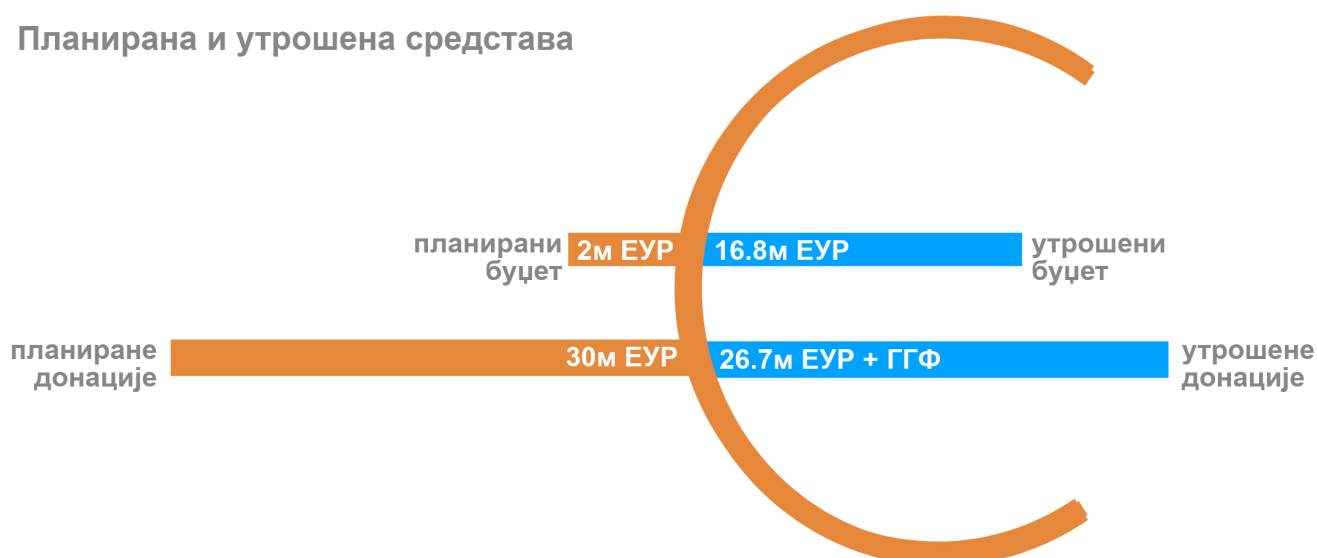 Планирана и утрошена средства
планирани
буџет
2м ЕУР
16.8м ЕУР
утрошени
буџет
планиране
донације
30м ЕУР
26.7м ЕУР + ГГФ
утрошене
донације